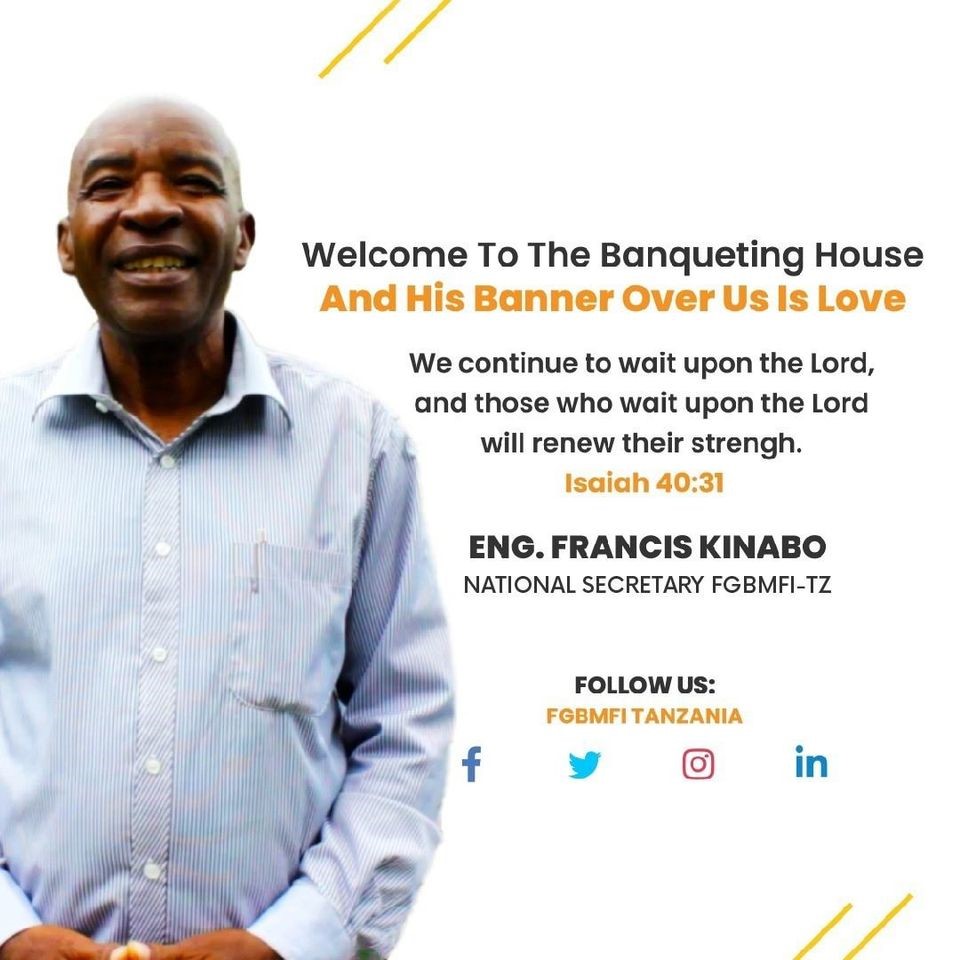 Welcome To The Banqueting House
And His Banner Over Us Is Love
We continue to wait upon the Lord,
and those who wait upon the Lord
will renew their strengh.
Isaiah 40:31
ENG. FRANCIS KINABO
NATIONAL SECRETARY FGBMFI-TZ
FOLLOW US:
FGBMFI TANZANIA